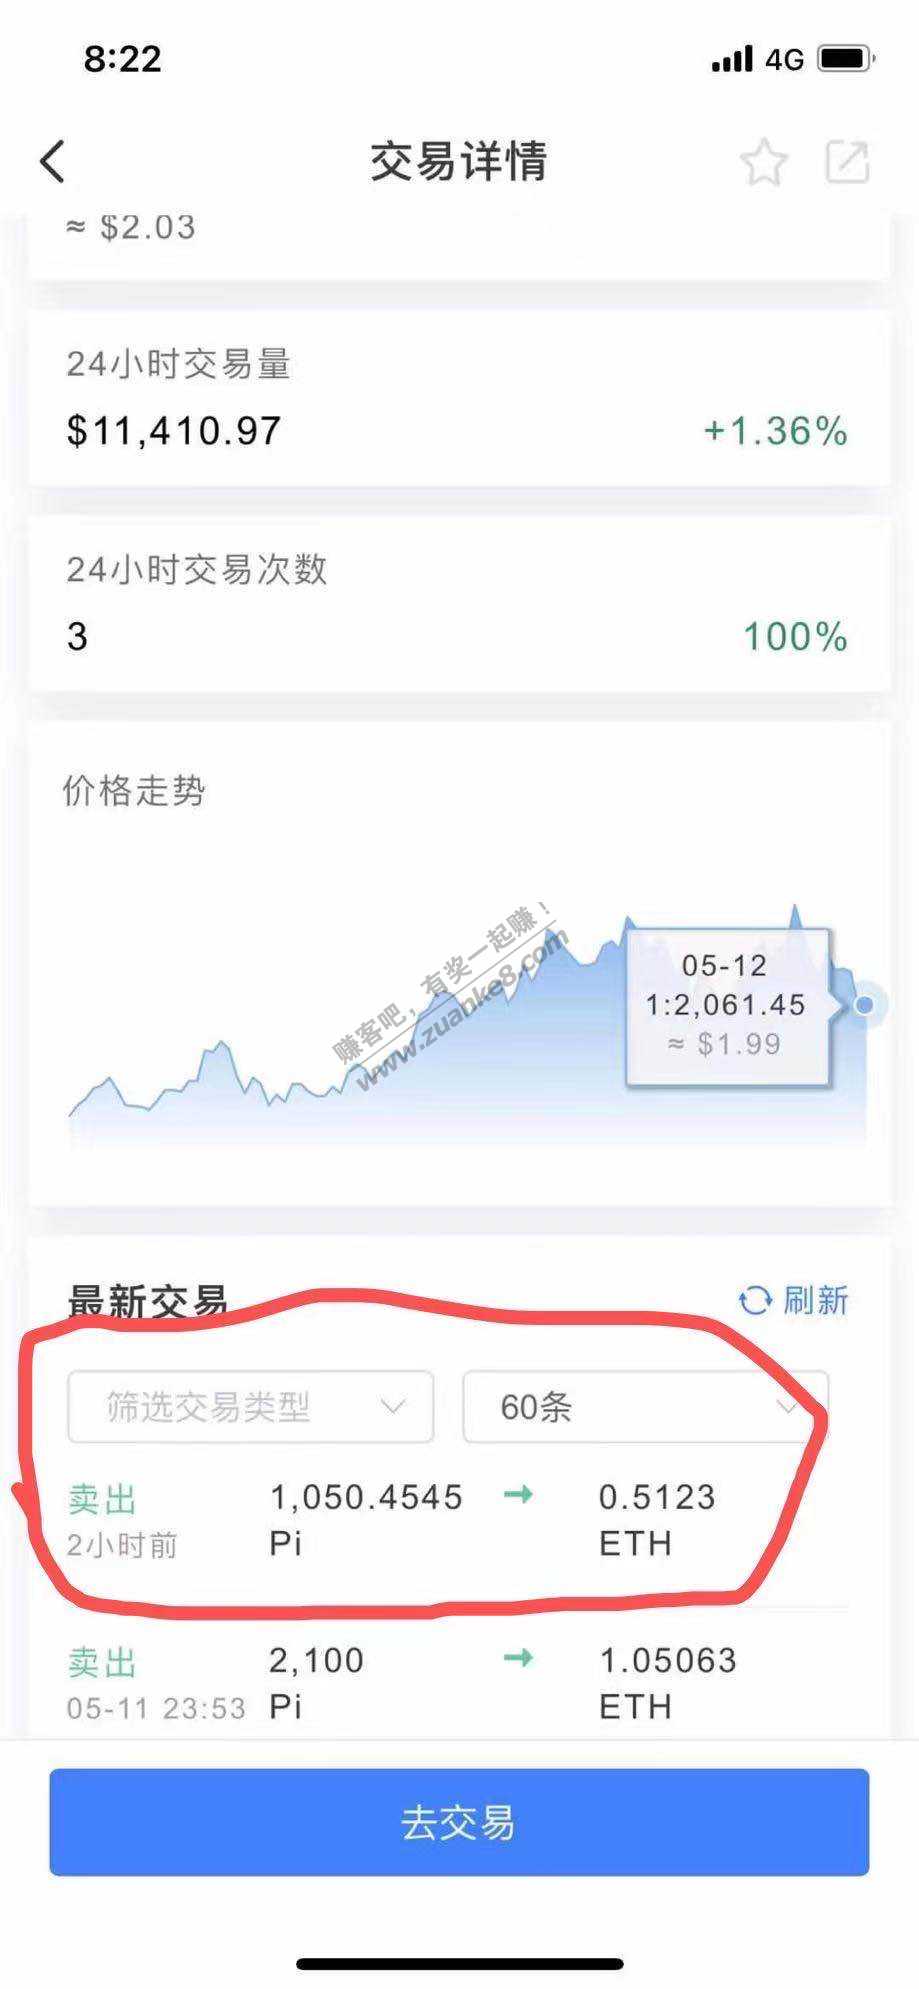 8:22
4G
交易详情
≈ $2.03
24小时交易量
$11,410.97
+1.36%
24小时交易次数
3
100%
价格走势
赚客吧，有奖一起赚！
www.zuanke8.com
05-12
1:2,061.45
≈ $1.99
最新交易
刷新
筛选交易类型
60条
卖出 1,050.4545 → 0.5123
2小时前 Pi ETH
卖出 2,100 → 1.05063
05-11 23:53 Pi ETH
去交易